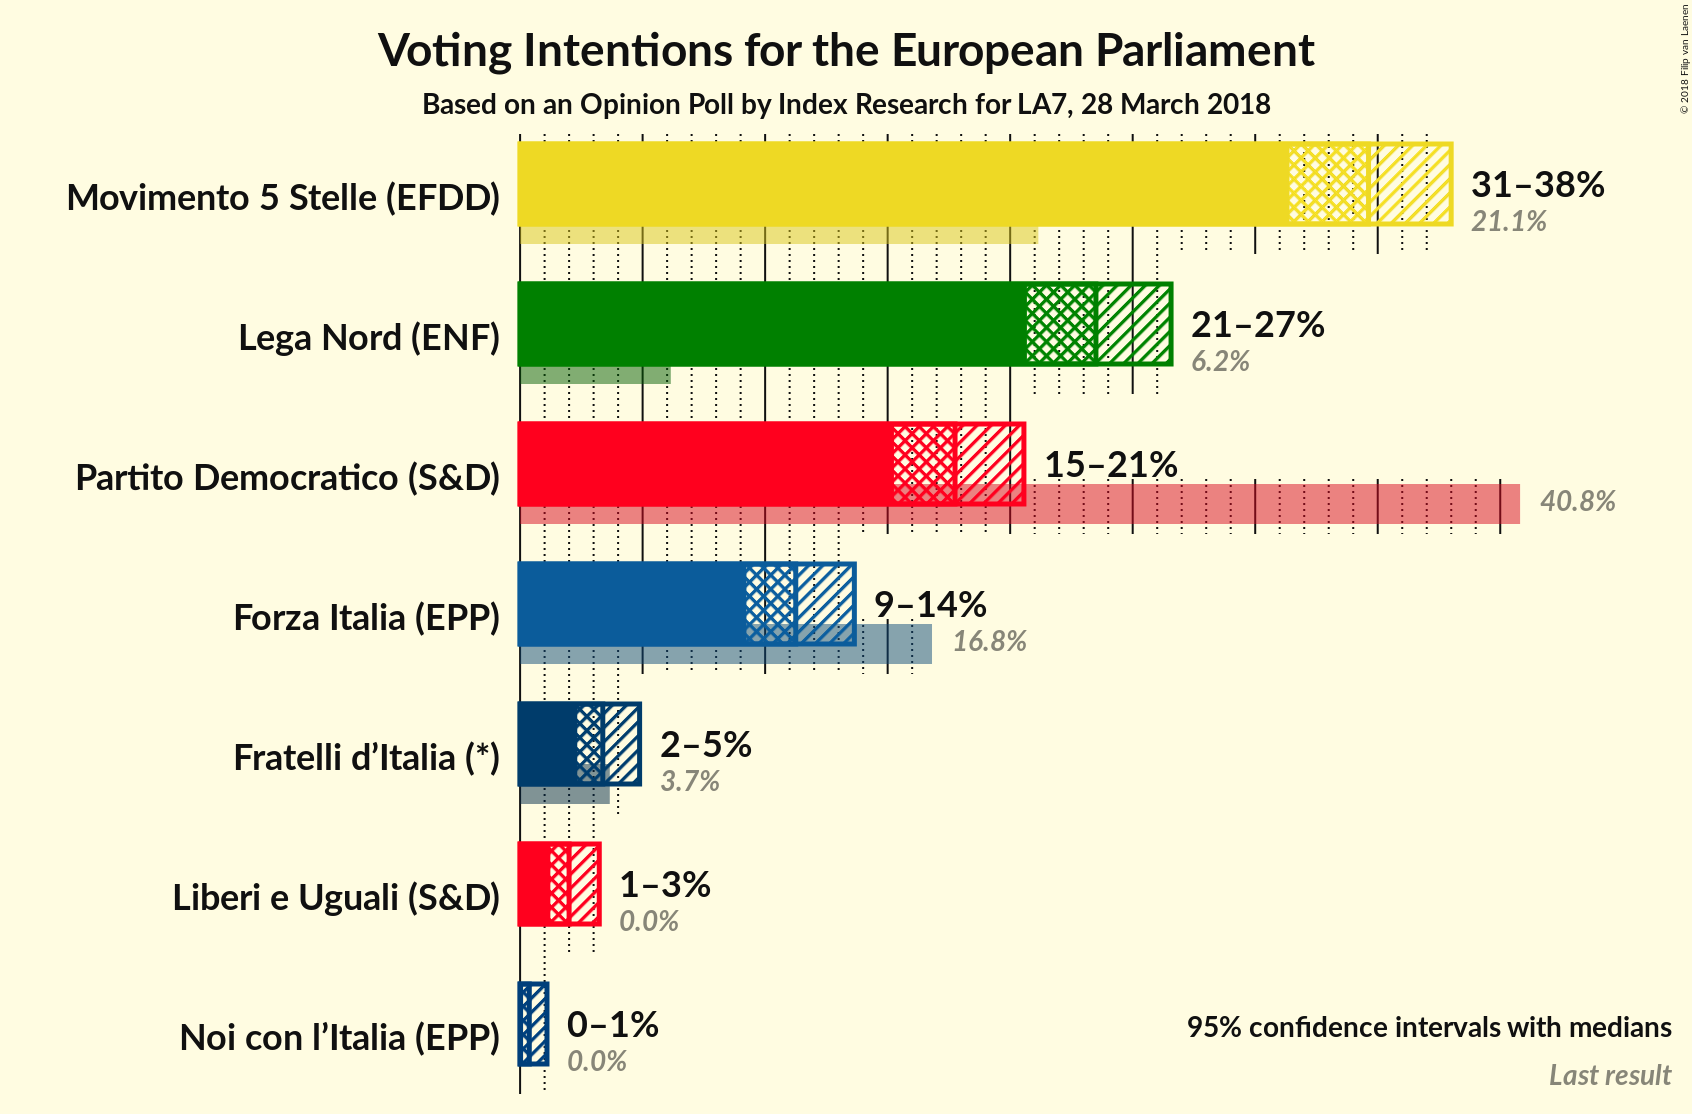 Voting Intentions for the European Parliament
Based on an Opinion Poll by Index Research for LA7, 28 March 2018
© 2018 Filip van Laenen
Movimento 5 Stelle (EFDD)
31–38%
21.1%
Lega Nord (ENF)
21–27%
6.2%
Partito Democratico (S&D)
15–21%
40.8%
Forza Italia (EPP)
9–14%
16.8%
Fratelli d’Italia (*)
2–5%
3.7%
Liberi e Uguali (S&D)
1–3%
0.0%
Noi con l’Italia (EPP)
0–1%
0.0%
95% confidence intervals with medians
Last result